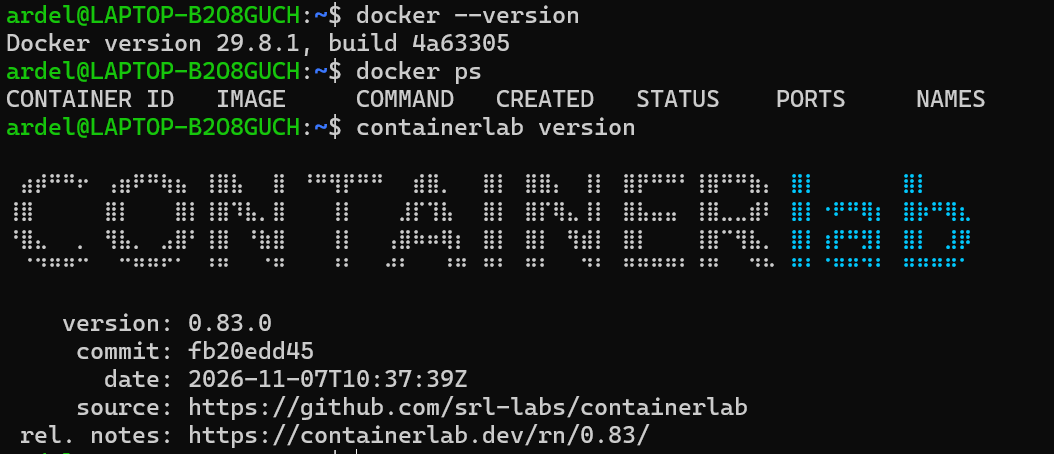 ardel@LAPTOP-B2O8GUCH:~$ docker --version
Docker version 29.8.1, build 4a63305
ardel@LAPTOP-B2O8GUCH:~$ docker ps
CONTAINER ID   IMAGE     COMMAND   CREATED   STATUS    PORTS     NAMES
ardel@LAPTOP-B2O8GUCH:~$ containerlab version
CONTAINERlab
version: 0.83.0
commit: fb20edd45
date: 2026-11-07T10:37:39Z
source: https://github.com/srl-labs/containerlab
rel. notes: https://containerlab.dev/rn/0.83/